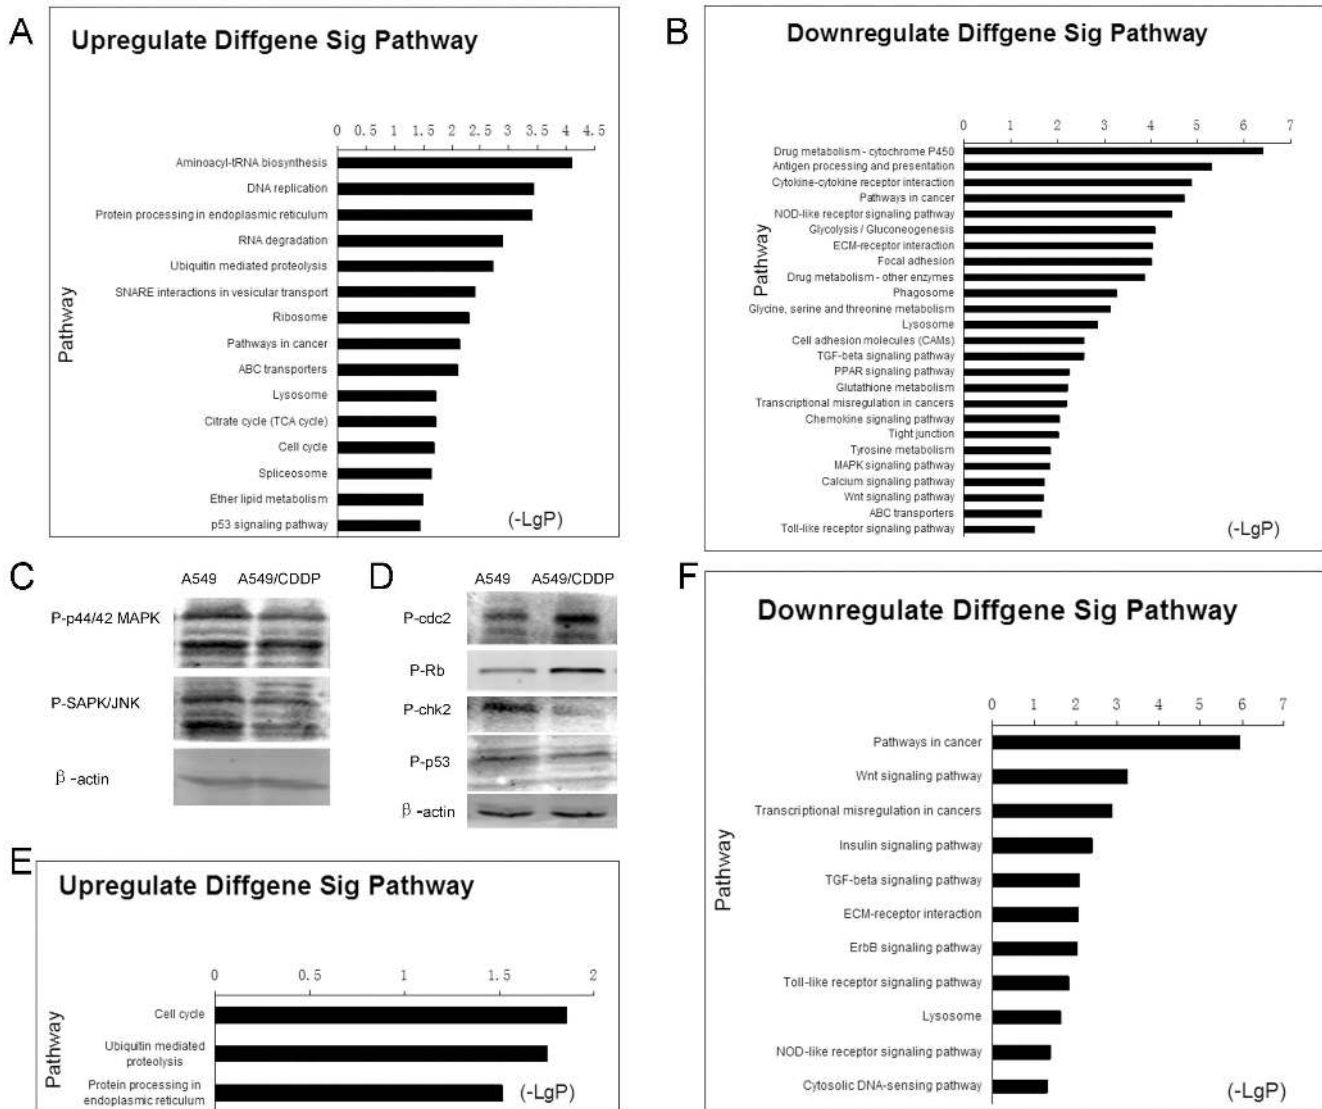 A
Upregulate Diffgene Sig Pathway
0 0.5 1 1.5 2 2.5 3 3.5 4 4.5
Aminoacyl-tRNA biosynthesis
DNA replication
Protein processing in endoplasmic reticulum
RNA degradation
Ubiquitin mediated proteolysis
SNARE interactions in vesicular transport
Ribosome
Pathways in cancer
ABC transporters
Lysosome
Citrate cycle (TCA cycle)
Cell cycle
Spliceosome
Ether lipid metabolism
p53 signaling pathway
Pathway
(-LgP)
B
Downregulate Diffgene Sig Pathway
0 1 2 3 4 5 6 7
Drug metabolism - cytochrome P450
Antigen processing and presentation
Cytokine-cytokine receptor interaction
Pathways in cancer
NOD-like receptor signaling pathway
Glycolysis / Gluconeogenesis
ECM-receptor interaction
Focal adhesion
Drug metabolism - other enzymes
Phagosome
Glycine, serine and threonine metabolism
Lysosome
Cell adhesion molecules (CAMs)
TGF-beta signaling pathway
PPAR signaling pathway
Glutathione metabolism
Transcriptional misregulation in cancers
Chemokine signaling pathway
Tight junction
Tyrosine metabolism
MAPK signaling pathway
Calcium signaling pathway
Wnt signaling pathway
ABC transporters
Toll-like receptor signaling pathway
Pathway
(-LgP)
C
A549 A549/CDDP
P-p44/42 MAPK
P-SAPK/JNK
β-actin
D
A549 A549/CDDP
P-cdc2
P-Rb
P-chk2
P-p53
β-actin
E
Upregulate Diffgene Sig Pathway
0 0.5 1 1.5 2
Cell cycle
Ubiquitin mediated
proteolysis
Protein processing in
endoplasmic reticulum
Pathway
(-LgP)
F
Downregulate Diffgene Sig Pathway
0 1 2 3 4 5 6 7
Pathways in cancer
Wnt signaling pathway
Transcriptional misregulation in cancers
Insulin signaling pathway
TGF-beta signaling pathway
ECM-receptor interaction
ErbB signaling pathway
Toll-like receptor signaling pathway
Lysosome
NOD-like receptor signaling pathway
Cytosolic DNA-sensing pathway
Pathway
(-LgP)